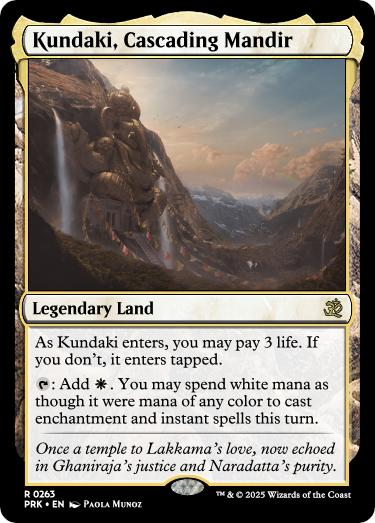 Kundaki, Cascading Mandir
Legendary Land
As Kundaki enters, you may pay 3 life. If
you don't, it enters tapped.
: Add . You may spend white mana as
though it were mana of any color to cast
enchantment and instant spells this turn.
Once a temple to Lakkama's love, now echoed
in Ghaniraja's justice and Naradatta's purity.
R 0263
PRK • EN Paola Munoz
™ & © 2025 Wizards of the Coast